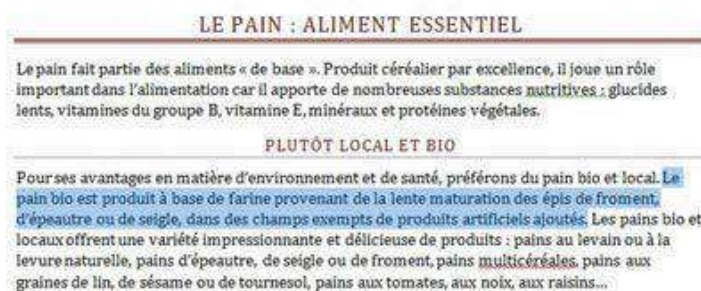 LE PAIN : ALIMENT ESSENTIEL
Le pain fait partie des aliments « de base ». Produit céréalier par excellence, il joue un rôle
important dans l'alimentation car il apporte de nombreuses substances nutritives : glucides
lents, vitamines du groupe B, vitamine E, minéraux et protéines végétales.
PLUTÔT LOCAL ET BIO
Pour ses avantages en matière d'environnement et de santé, préférons du pain bio et local. Le
pain bio est produit à base de farine provenant de la lente maturation des épis de froment,
d'épeautre ou de seigle, dans des champs exempts de produits artificiels ajoutés. Les pains bio et
locaux offrent une variété impressionnante et délicieuse de produits : pains au levain ou à la
levure naturelle, pains d'épeautre, de seigle ou de froment, pains multicéréales, pains aux
graines de lin, de sésame ou de tournesol, pains aux tomates, aux noix, aux raisins...